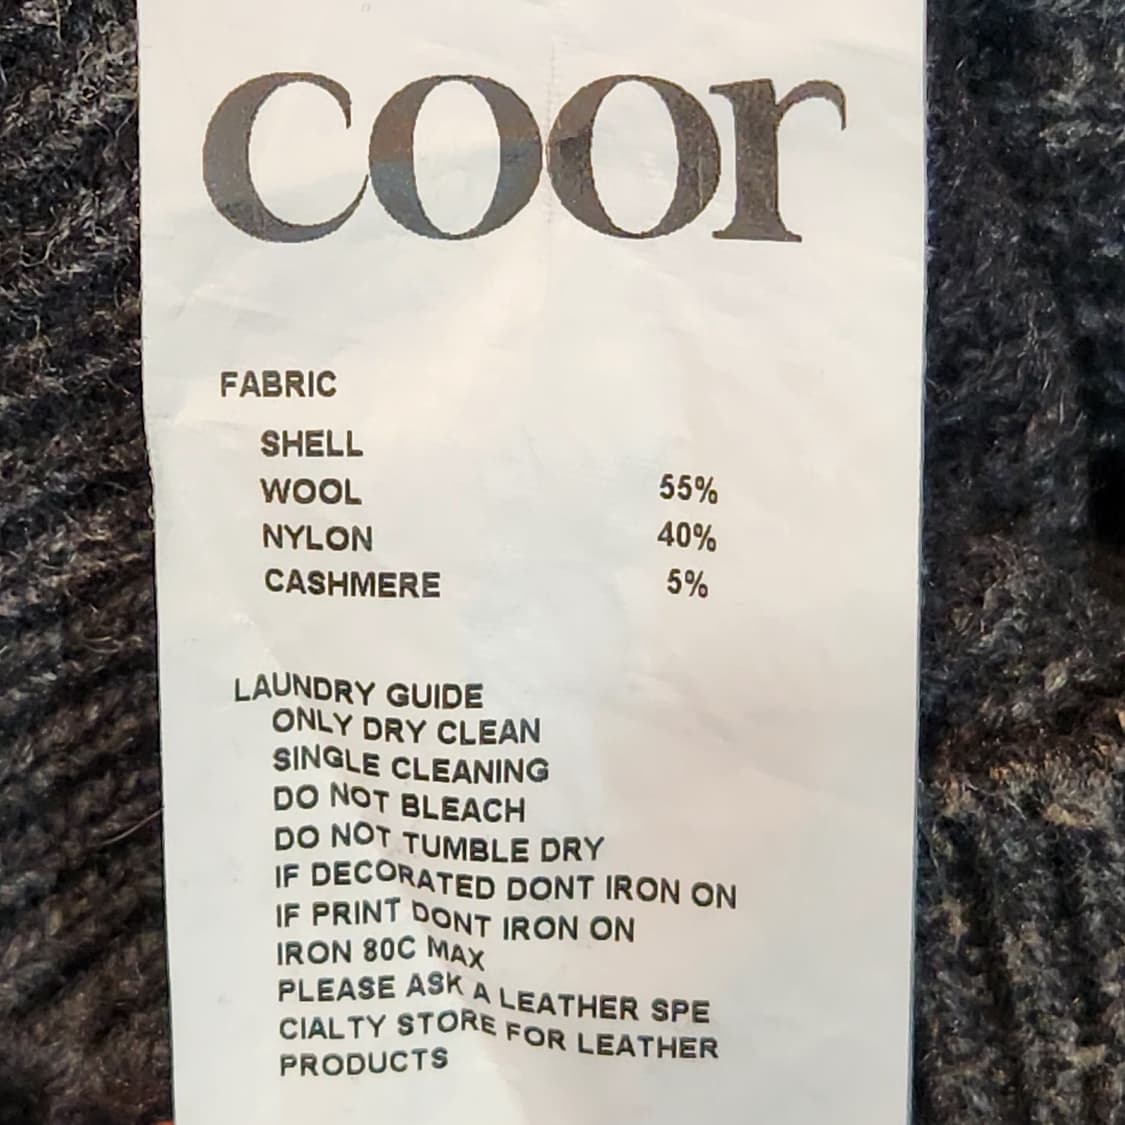 coor
FABRIC
SHELL
WOOL 55%
NYLON 40%
CASHMERE 5%
LAUNDRY GUIDE
ONLY DRY CLEAN
SINGLE CLEANING
DO NOT BLEACH
DO NOT TUMBLE DRY
IF DECORATED DONT IRON ON
IF PRINT DONT IRON ON
IRON 80C MAX
PLEASE ASK A LEATHER SPE
CIALTY STORE FOR LEATHER
PRODUCTS